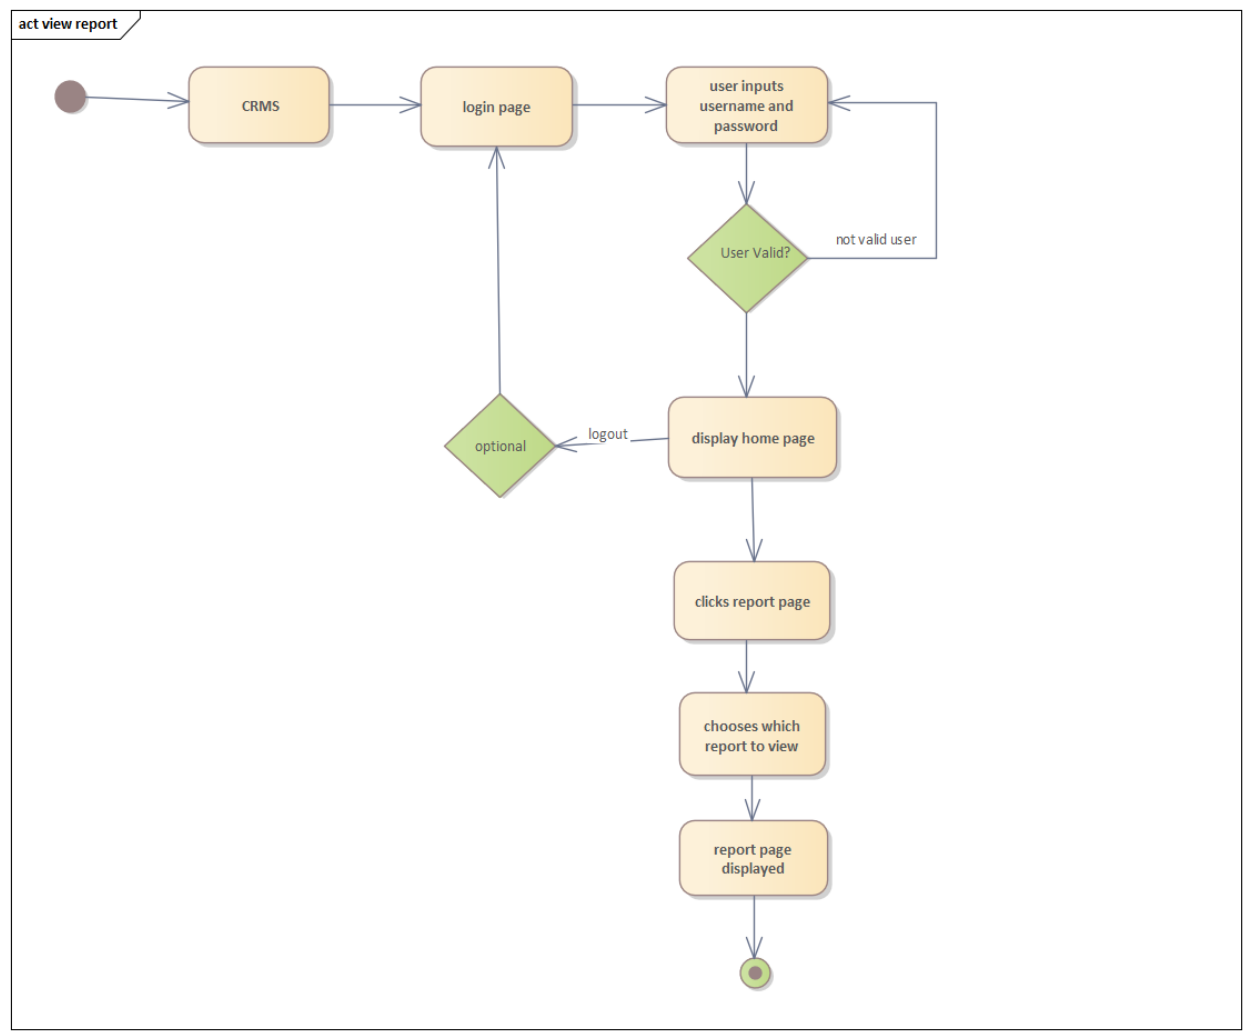 act view report
CRMS
login page
user inputs
username and
password
User Valid?
not valid user
optional
logout
display home page
clicks report page
chooses which
report to view
report page
displayed